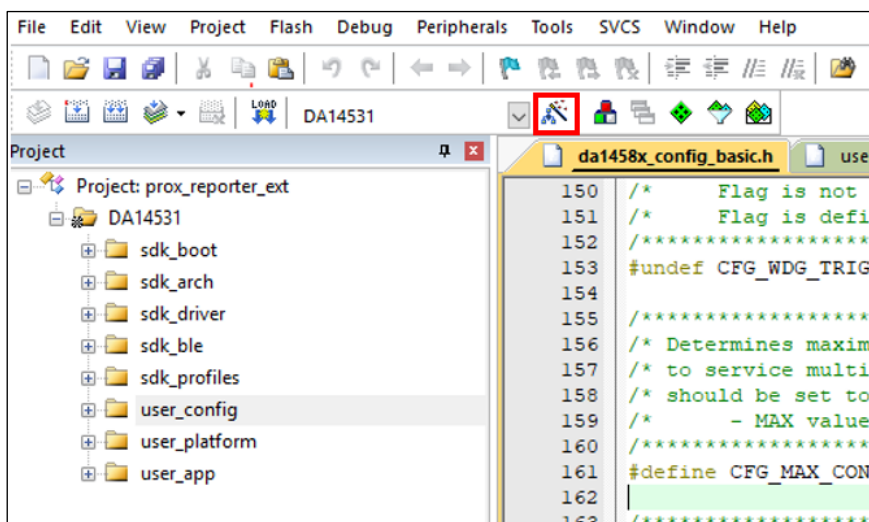 File Edit View Project Flash Debug Peripherals Tools SVCS Window Help
LOAD
DA14531
Project
da1458x_config_basic.h use
Project: prox_reporter_ext
DA14531
sdk_boot
sdk_arch
sdk_driver
sdk_ble
sdk_profiles
user_config
user_platform
user_app
150 /* Flag is not
151 /* Flag is defi
152 /*******************
153 #undef CFG_WDG_TRIG
154
155 /*******************
156 /* Determines maxim
157 /* to service multi
158 /* should be set to
159 /* - MAX value
160 /*******************
161 #define CFG_MAX_CON
162
163 /*******************